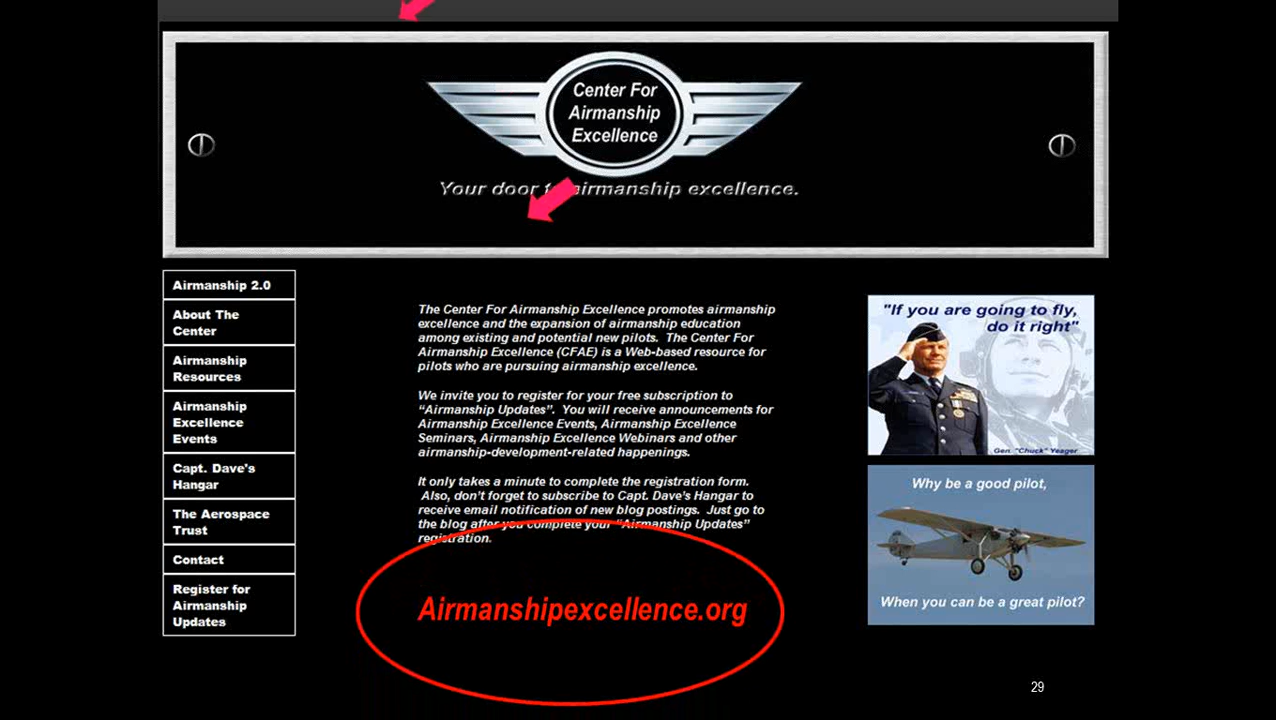 Center For
Airmanship
Excellence
Your door to airmanship excellence.
Airmanship 2.0
About The
Center
Airmanship
Resources
Airmanship
Excellence
Events
Capt. Dave's
Hangar
The Aerospace
Trust
Contact
Register for
Airmanship
Updates
The Center For Airmanship Excellence promotes airmanship
excellence and the expansion of airmanship education
among existing and potential new pilots. The Center For
Airmanship Excellence (CFAE) is a Web-based resource for
pilots who are pursuing airmanship excellence.
We invite you to register for your free subscription to
“Airmanship Updates”. You will receive announcements for
Airmanship Excellence Events, Airmanship Excellence
Seminars, Airmanship Excellence Webinars and other
airmanship-development-related happenings.
It only takes a minute to complete the registration form.
Also, don’t forget to subscribe to Capt. Dave’s Hangar to
receive email notification of new blog postings. Just go to
the blog after you complete your “Airmanship Updates”
registration.
Airmanshipexcellence.org
"If you are going to fly,
do it right"
Gen. "Chuck" Yeager
Why be a good pilot,
When you can be a great pilot?
29